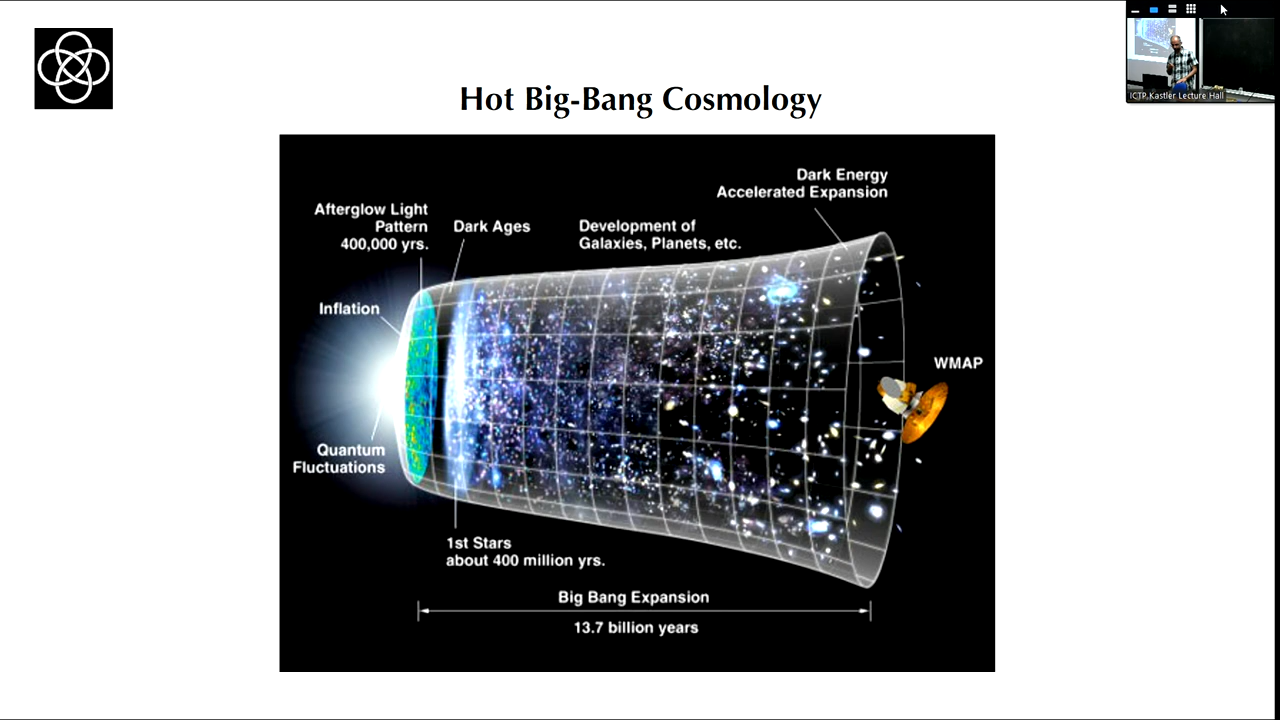 ICTP Kastler Lecture Hall
Hot Big-Bang Cosmology
Dark Energy
Accelerated Expansion
Afterglow Light
Pattern
400,000 yrs.
Dark Ages
Development of
Galaxies, Planets, etc.
Inflation
WMAP
Quantum
Fluctuations
1st Stars
about 400 million yrs.
Big Bang Expansion
13.7 billion years